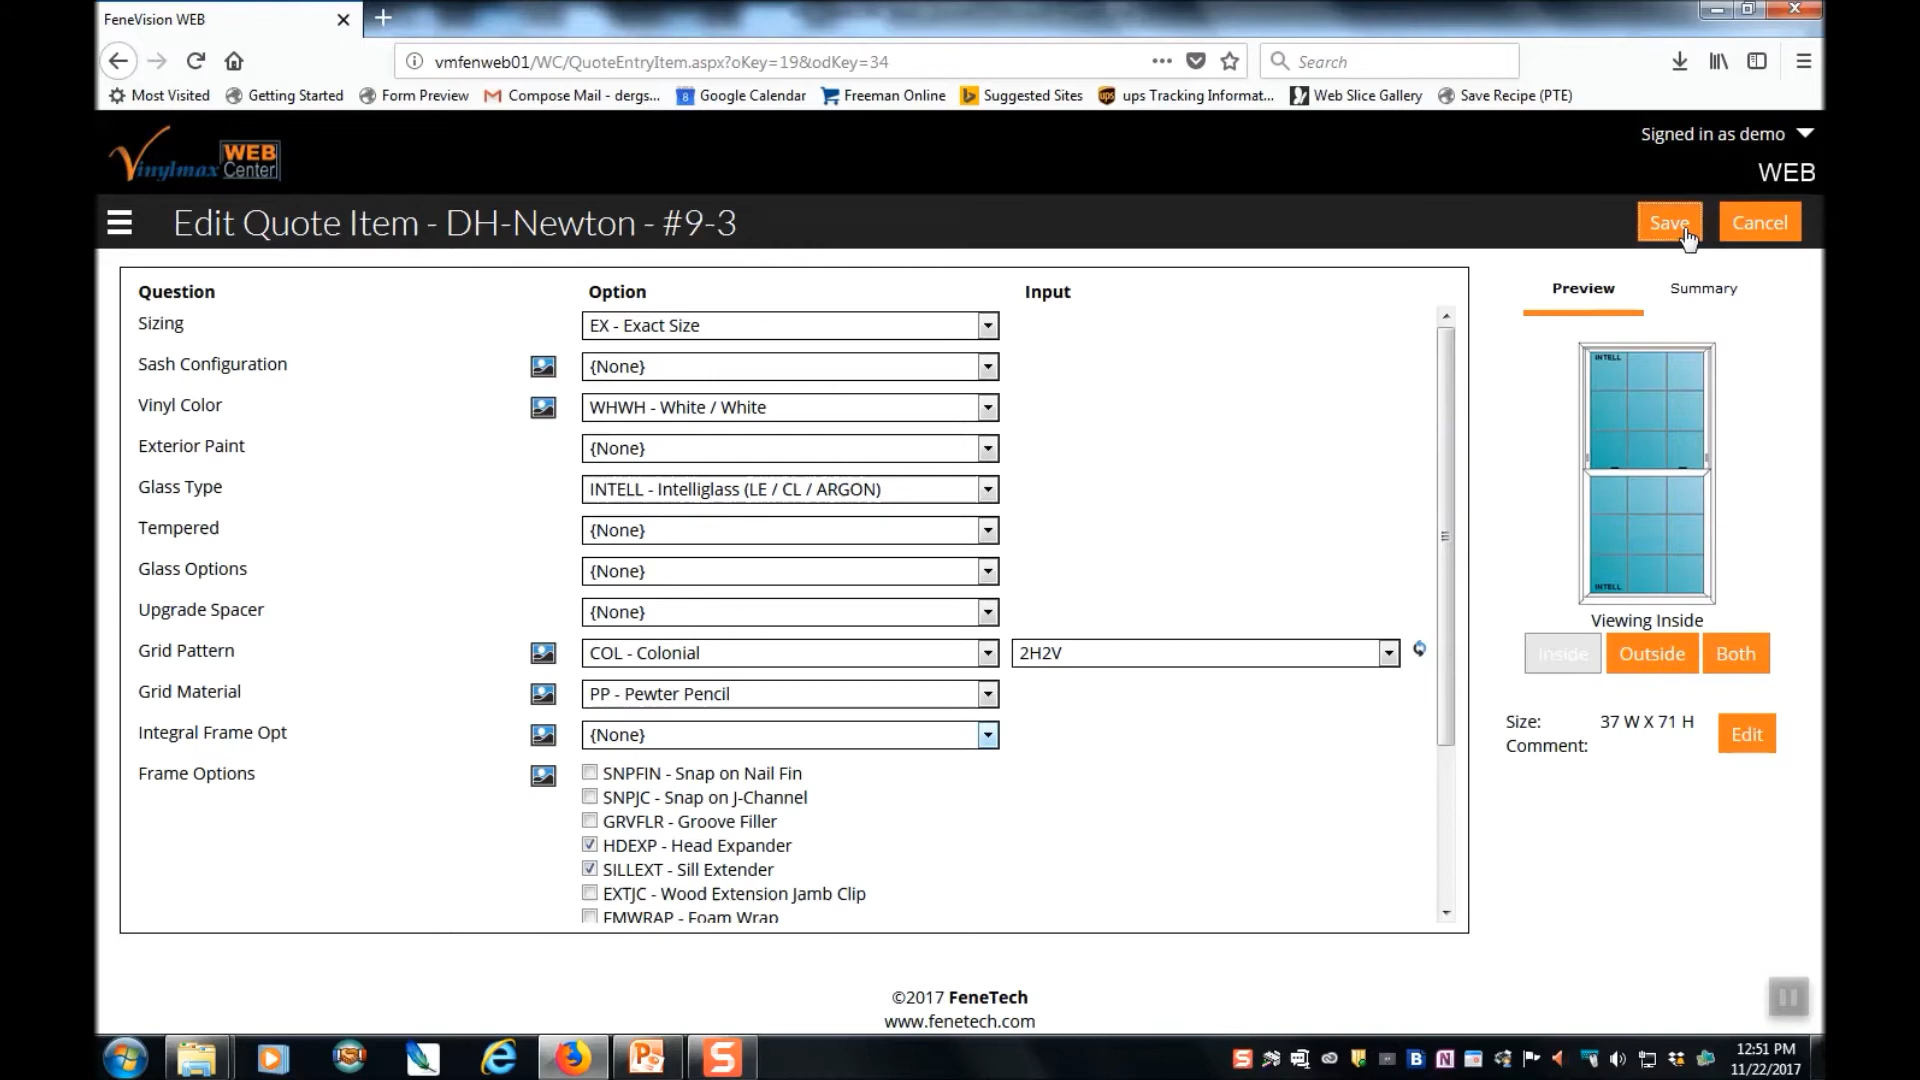 FeneVision WEB
vmfenweb01/WC/QuoteEntryItem.aspx?oKey=19&odKey=34
Search
Most Visited Getting Started Form Preview Compose Mail - dergs... Google Calendar Freeman Online Suggested Sites ups Tracking Informat... Web Slice Gallery Save Recipe (PTE)
Vinylmax WEB Center
Signed in as demo
WEB
Edit Quote Item - DH-Newton - #9-3
Save Cancel
Question Option Input
Preview Summary
Sizing EX - Exact Size
Sash Configuration {None}
Vinyl Color WHWH - White / White
Exterior Paint {None}
Glass Type INTELL - Intelliglass (LE / CL / ARGON)
Tempered {None}
Glass Options {None}
Upgrade Spacer {None}
Grid Pattern COL - Colonial 2H2V
Grid Material PP - Pewter Pencil
Integral Frame Opt {None}
Frame Options
SNPFIN - Snap on Nail Fin
SNPJC - Snap on J-Channel
GRVFLR - Groove Filler
HDEXP - Head Expander
SILLEXT - Sill Extender
EXTJC - Wood Extension Jamb Clip
FMWRAP - Foam Wrap
INTELL
INTELL
Viewing Inside
Inside Outside Both
Size: 37 W X 71 H
Comment:
Edit
©2017 FeneTech
www.fenetech.com
12:51 PM
11/22/2017